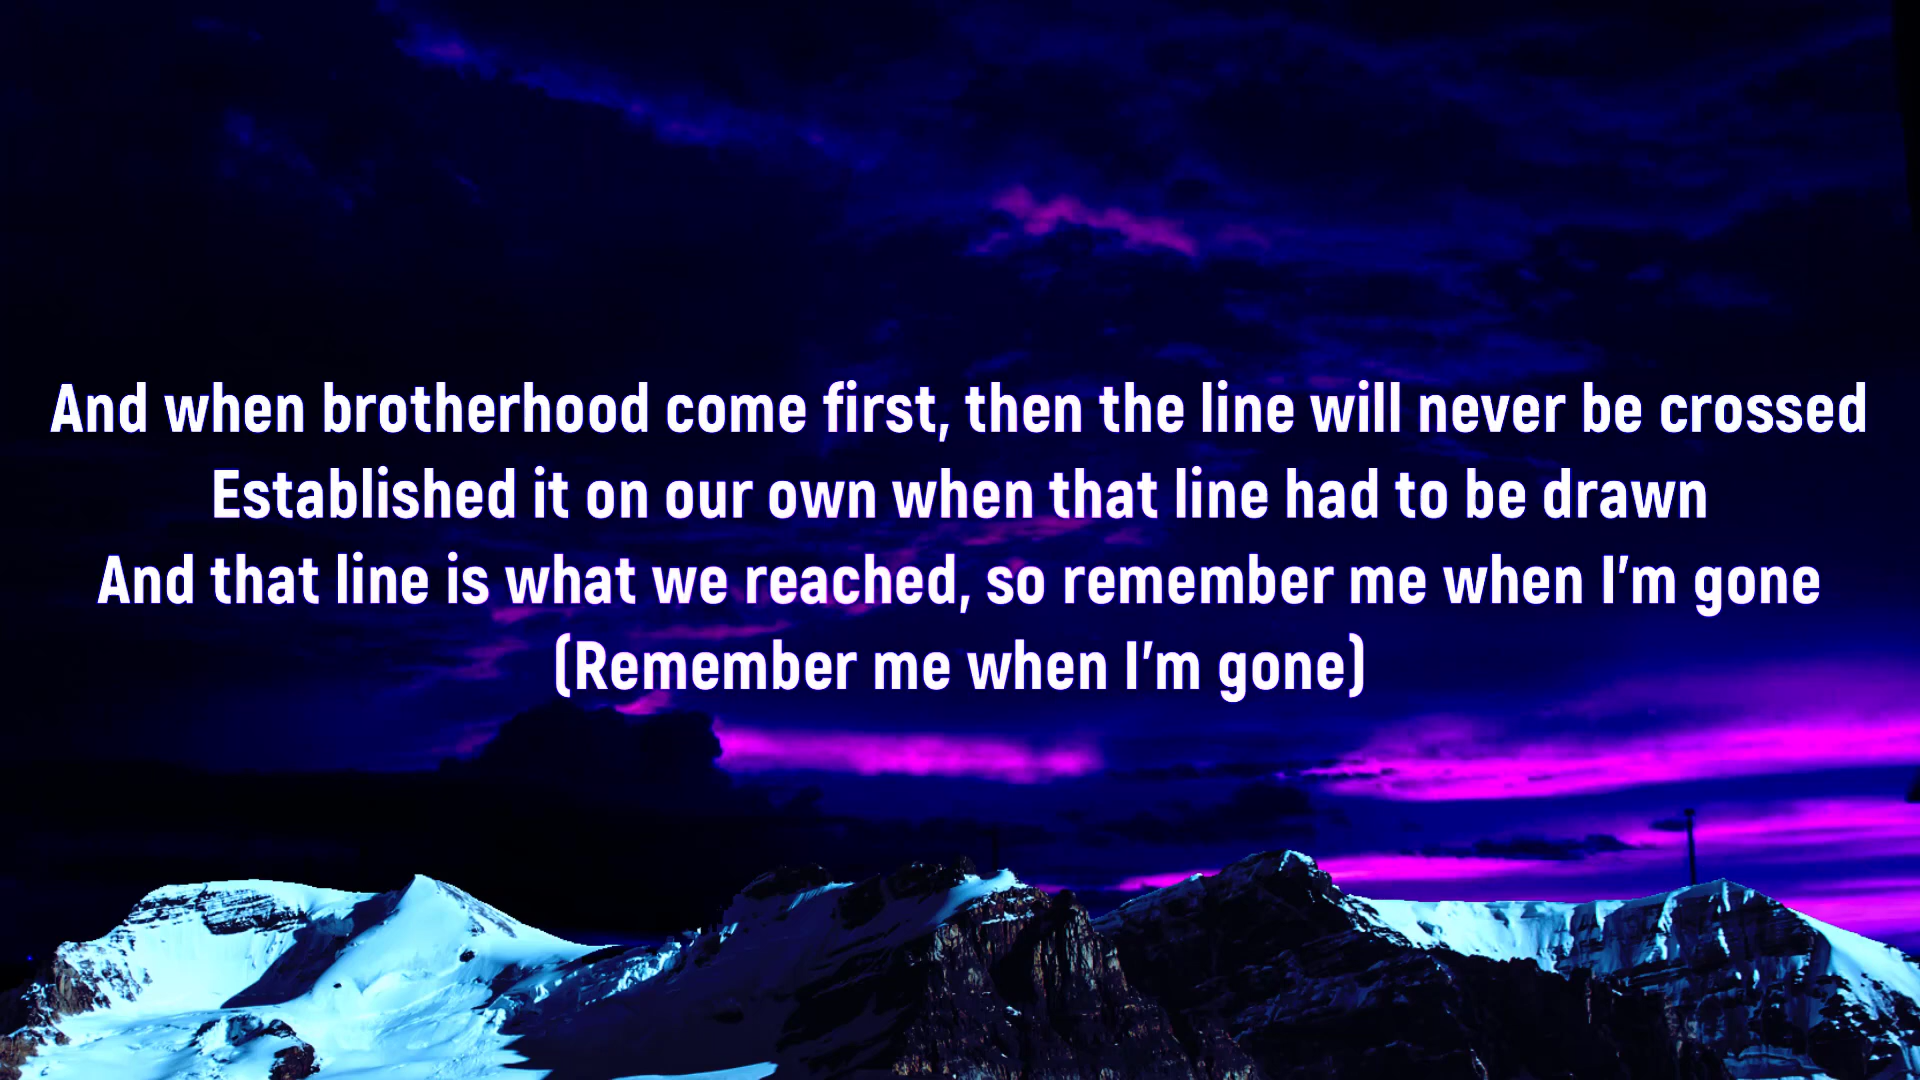 And when brotherhood come first, then the line will never be crossed
Established it on our own when that line had to be drawn
And that line is what we reached, so remember me when I'm gone
(Remember me when I'm gone)